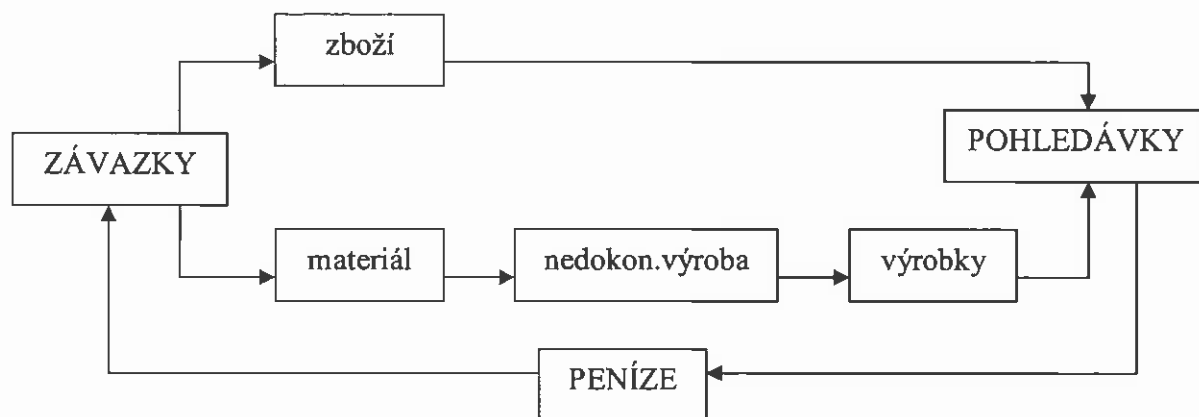 zboží
POHLEDÁVKY
ZÁVAZKY
materiál
nedokon.výroba
výrobky
PENÍZE